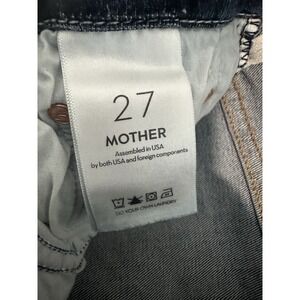 27
MOTHER
Assembled in USA
by both USA and foreign components
DO YOUR OWN LAUNDRY